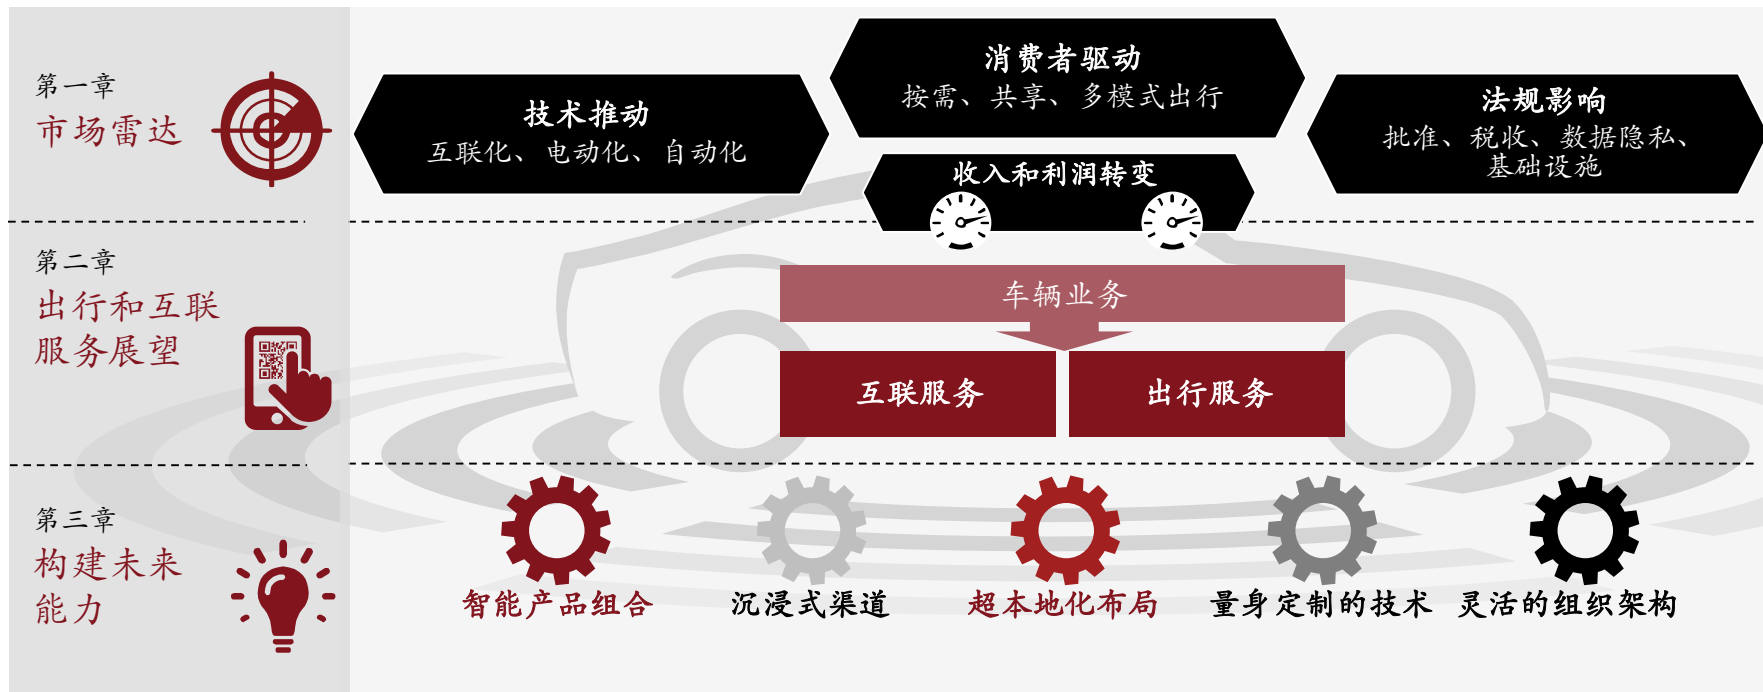 第一章
市场雷达
技术推动
互联化、电动化、自动化
消费者驱动
按需、共享、多模式出行
法规影响
批准、税收、数据隐私、
基础设施
收入和利润转变
第二章
出行和互联
服务展望
车辆业务
互联服务
出行服务
第三章
构建未来
能力
智能产品组合
沉浸式渠道
超本地化布局
量身定制的技术
灵活的组织架构